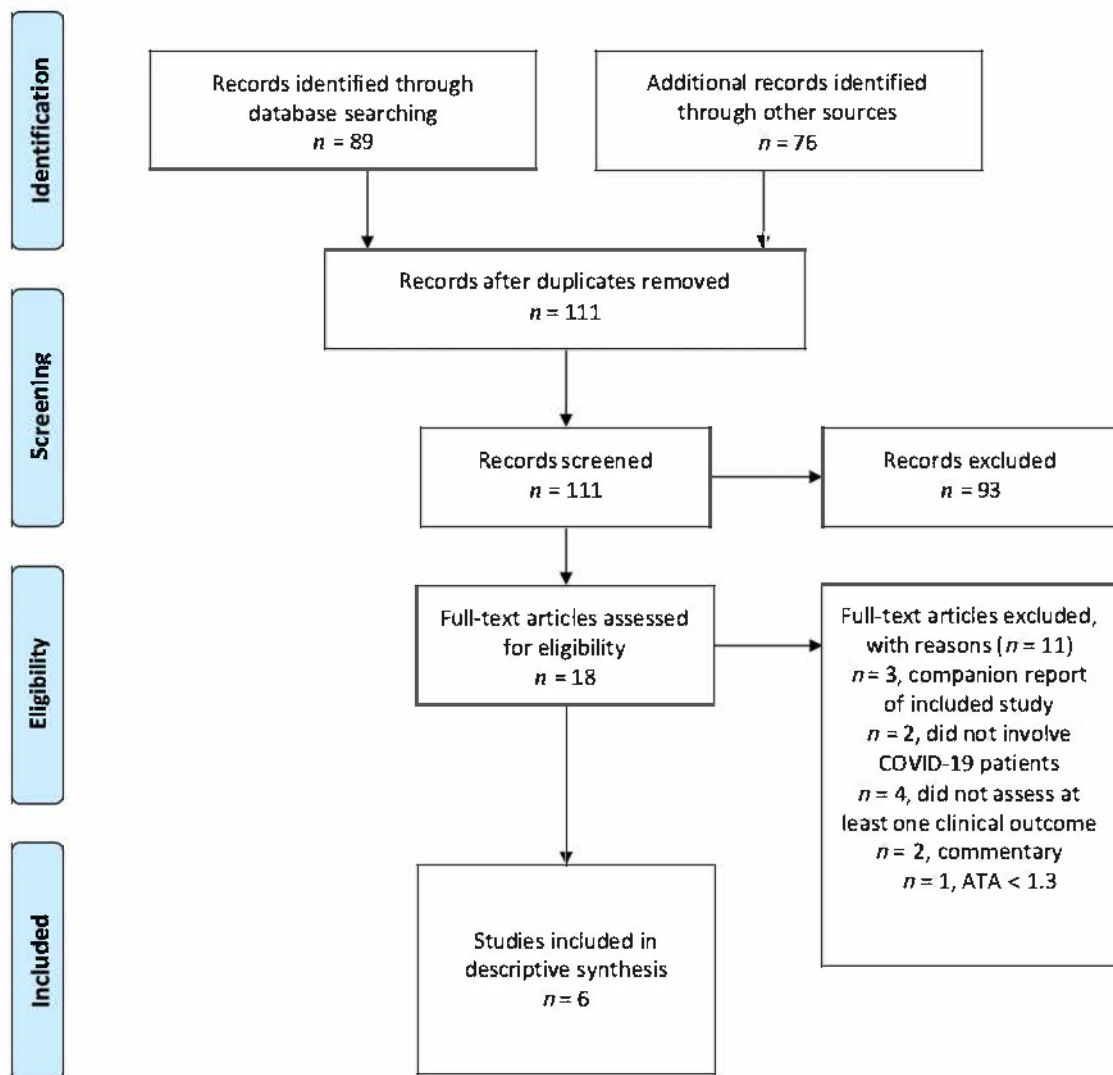 Identification
Records identified through
database searching
n = 89
Additional records identified
through other sources
n = 76
Records after duplicates removed
n = 111
Screening
Records screened
n = 111
Records excluded
n = 93
Eligibility
Full-text articles assessed
for eligibility
n = 18
Full-text articles excluded,
with reasons (n = 11)
n = 3, companion report
of included study
n = 2, did not involve
COVID-19 patients
n = 4, did not assess at
least one clinical outcome
n = 2, commentary
n = 1, ATA < 1.3
Included
Studies included in
descriptive synthesis
n = 6